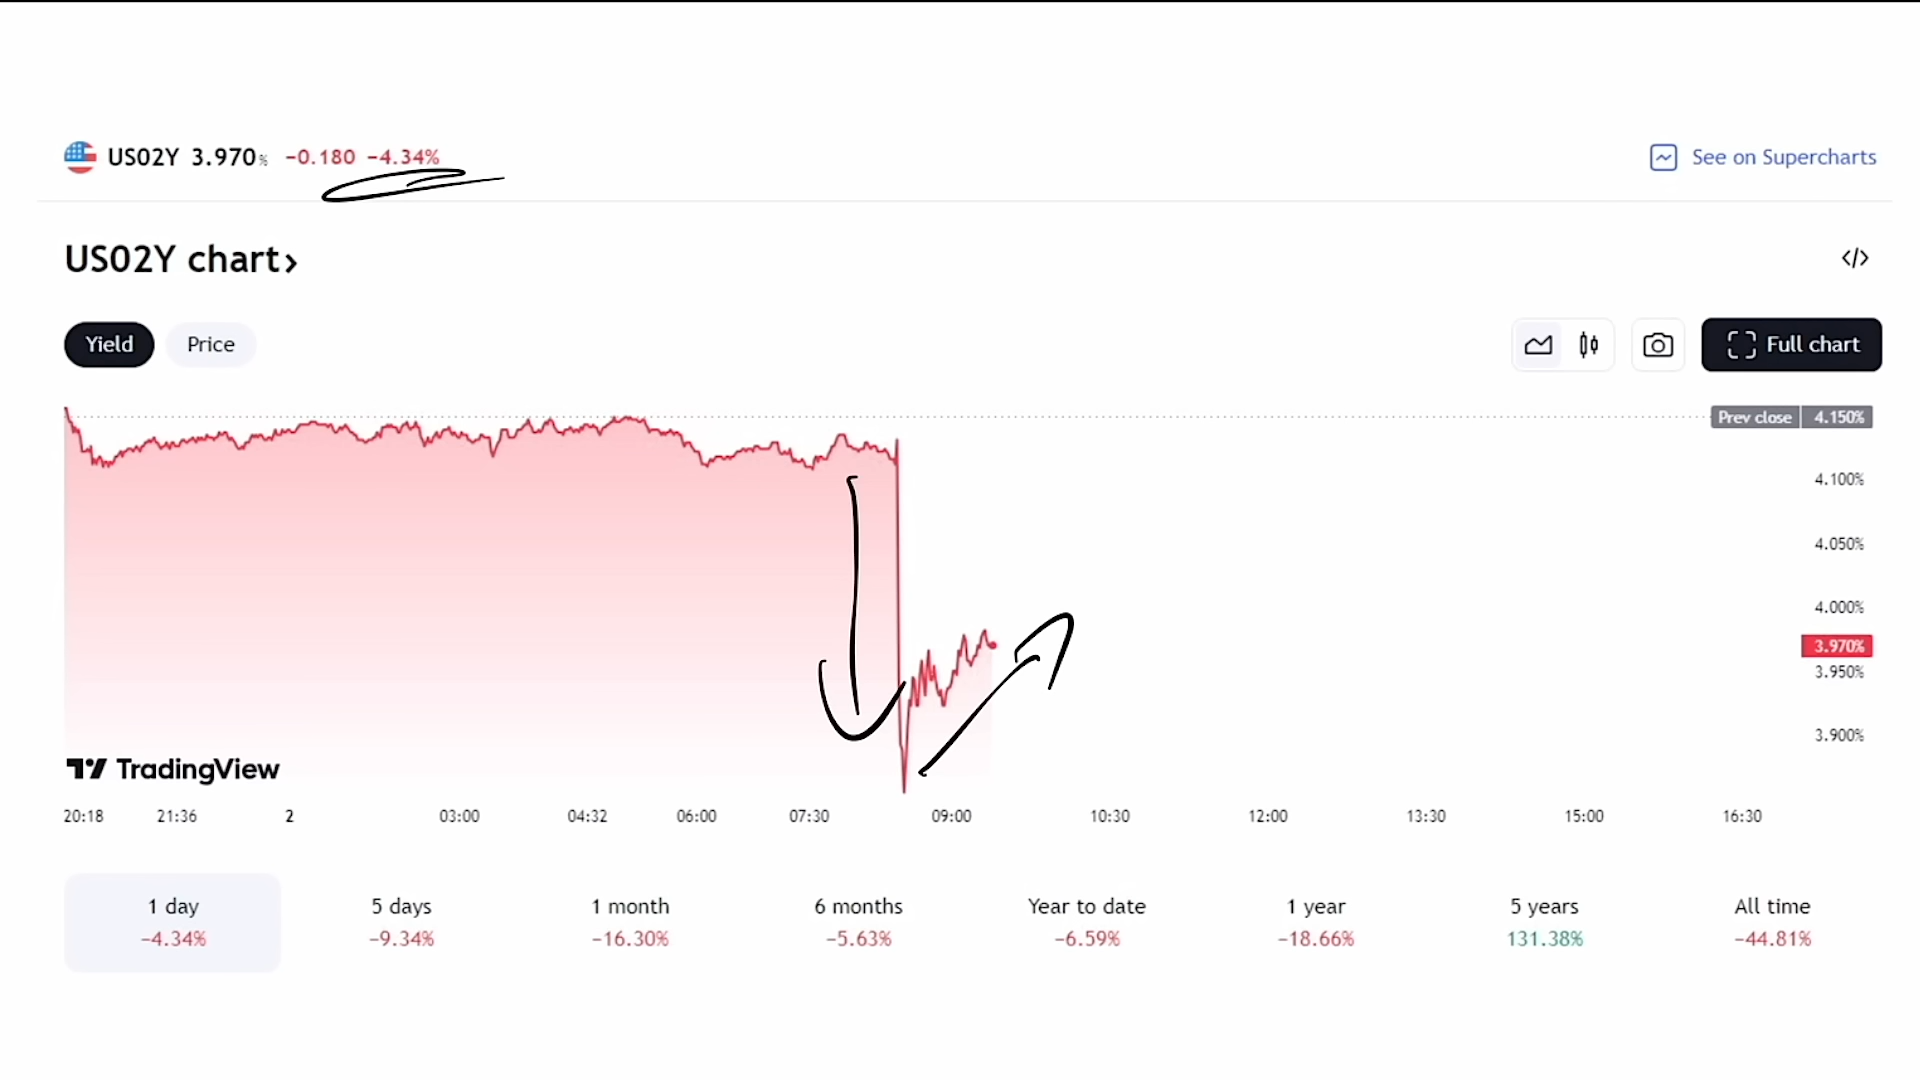 US02Y 3.970% −0.180 −4.34%
See on Supercharts
US02Y chart›
</>
Yield Price
Full chart
Prev close 4.150%
4.100%
4.050%
4.000%
3.970%
3.950%
3.900%
TradingView
20:18 21:36 2 03:00 04:32 06:00 07:30 09:00 10:30 12:00 13:30 15:00 16:30
1 day 5 days 1 month 6 months Year to date 1 year 5 years All time
−4.34% −9.34% −16.30% −5.63% −6.59% −18.66% 131.38% −44.81%